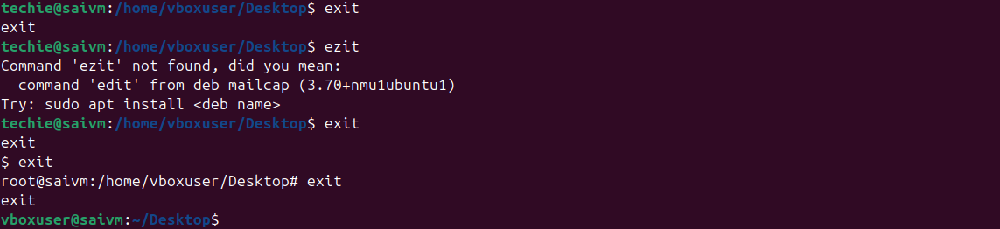 techie@saivm:/home/vboxuser/Desktop$ exit
exit
techie@saivm:/home/vboxuser/Desktop$ ezit
Command 'ezit' not found, did you mean:
  command 'edit' from deb mailcap (3.70+nmu1ubuntu1)
Try: sudo apt install <deb name>
techie@saivm:/home/vboxuser/Desktop$ exit
exit
$ exit
root@saivm:/home/vboxuser/Desktop# exit
exit
vboxuser@saivm:~/Desktop$